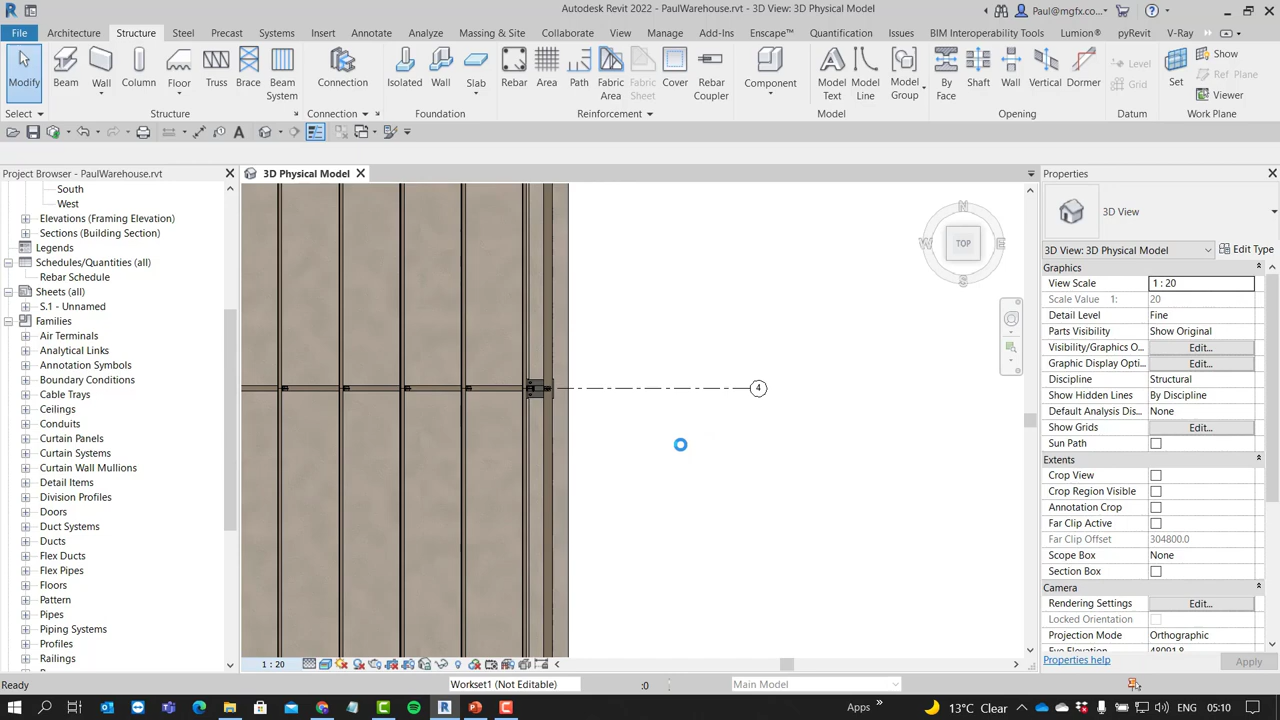 Autodesk Revit 2022 - PaulWarehouse.rvt - 3D View: 3D Physical Model
Paul@mgfx.co...
File Architecture Structure Steel Precast Systems Insert Annotate Analyze Massing & Site Collaborate View Manage Add-Ins Enscape™ Quantification Issues BIM Interoperability Tools Lumion® pyRevit V-Ray
Modify Beam Wall Column Floor Truss Brace Beam System Connection Isolated Wall Slab Rebar Area Path Fabric Area Fabric Sheet Cover Rebar Coupler Component Model Text Model Line Model Group By Face Shaft Wall Vertical Dormer Level Grid Set Show Ref Plane Viewer
Select Structure Connection Foundation Reinforcement Model Opening Datum Work Plane
Project Browser - PaulWarehouse.rvt
South
West
Elevations (Framing Elevation)
Sections (Building Section)
Legends
Schedules/Quantities (all)
Rebar Schedule
Sheets (all)
S.1 - Unnamed
Families
Air Terminals
Analytical Links
Annotation Symbols
Boundary Conditions
Cable Trays
Ceilings
Conduits
Curtain Panels
Curtain Systems
Curtain Wall Mullions
Detail Items
Division Profiles
Doors
Duct Systems
Ducts
Flex Ducts
Flex Pipes
Floors
Pattern
Pipes
Piping Systems
Profiles
Railings
3D Physical Model
N
W TOP E
S
4
Properties
3D View
3D View: 3D Physical Model Edit Type
Graphics
View Scale 1 : 20
Scale Value 1: 20
Detail Level Fine
Parts Visibility Show Original
Visibility/Graphics O... Edit...
Graphic Display Opti... Edit...
Discipline Structural
Show Hidden Lines By Discipline
Default Analysis Dis... None
Show Grids Edit...
Sun Path
Extents
Crop View
Crop Region Visible
Annotation Crop
Far Clip Active
Far Clip Offset 304800.0
Scope Box None
Section Box
Camera
Rendering Settings Edit...
Locked Orientation
Projection Mode Orthographic
Properties help Apply
1 : 20
Ready Workset1 (Not Editable) :0 Main Model
Apps 13°C Clear ENG 05:10